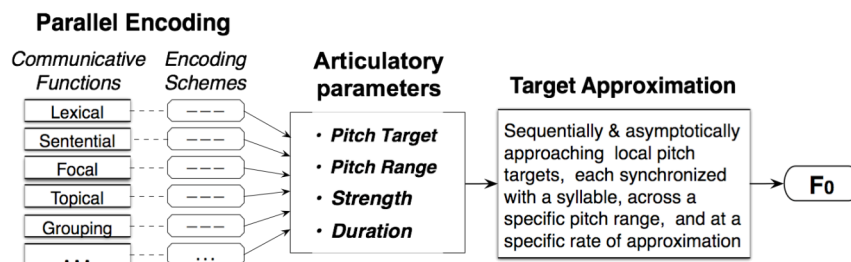 Parallel Encoding
Communicative Functions
Encoding Schemes
Lexical
---
Sentential
---
Focal
---
Topical
---
Grouping
---
...
...
Articulatory
parameters
· Pitch Target
· Pitch Range
· Strength
· Duration
Target Approximation
Sequentially & asymptotically
approaching local pitch
targets, each synchronized
with a syllable, across a
specific pitch range, and at a
specific rate of approximation
F0